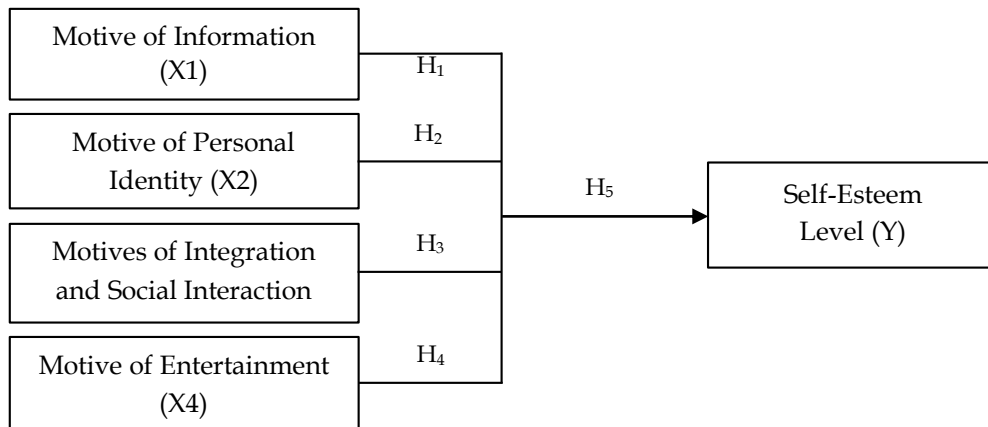 Motive of Information
(X1)
H₁
Motive of Personal
Identity (X2)
H₂
Motives of Integration
and Social Interaction
H₃
Motive of Entertainment
(X4)
H₄
H₅
Self-Esteem
Level (Y)